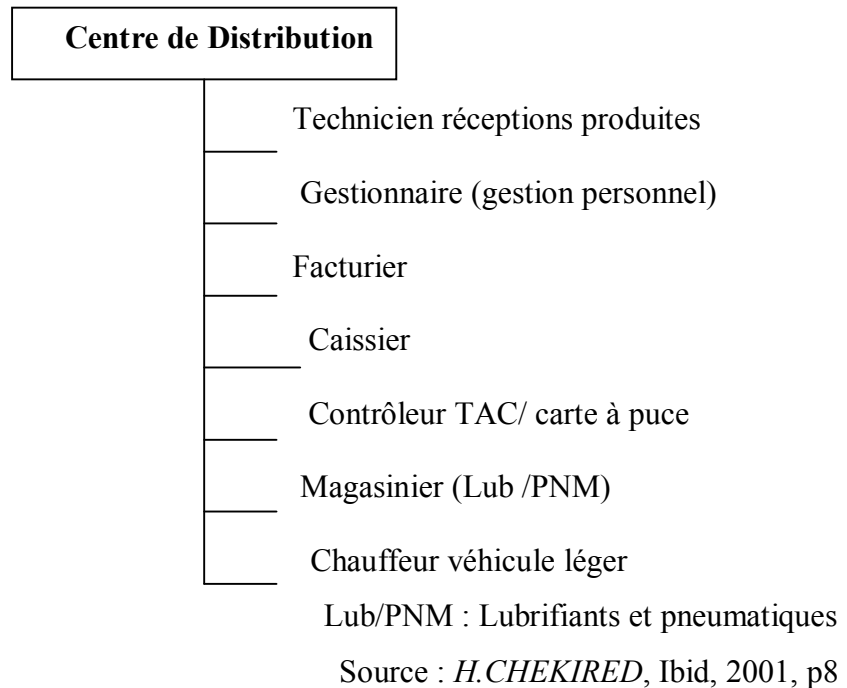 Centre de Distribution
Technicien réceptions produites
Gestionnaire (gestion personnel)
Facturier
Caissier
Contrôleur TAC/ carte à puce
Magasinier (Lub /PNM)
Chauffeur véhicule léger
Lub/PNM : Lubrifiants et pneumatiques
Source : H.CHEKIRED, Ibid, 2001, p8